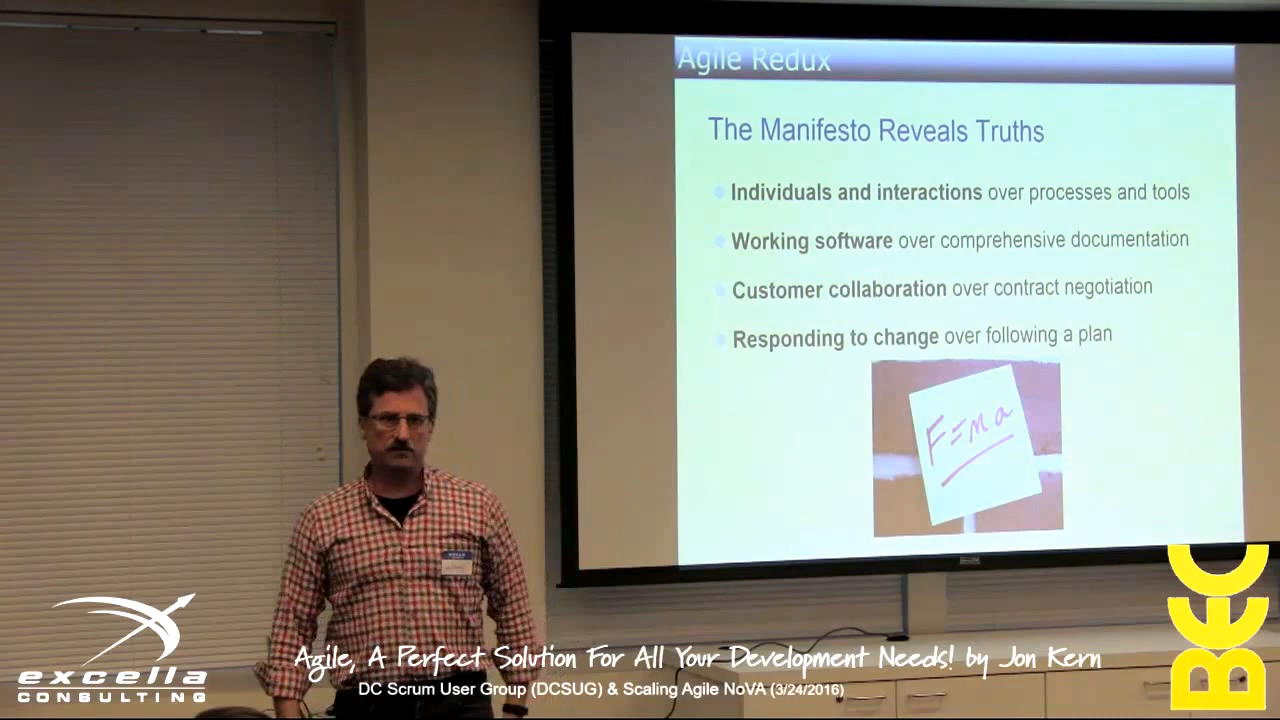 Agile Redux
The Manifesto Reveals Truths
Individuals and interactions over processes and tools
Working software over comprehensive documentation
Customer collaboration over contract negotiation
Responding to change over following a plan
F=ma
excella
CONSULTING
Agile, A Perfect Solution For All Your Development Needs! by Jon Kern
DC Scrum User Group (DCSUG) & Scaling Agile NoVA (3/24/2016)